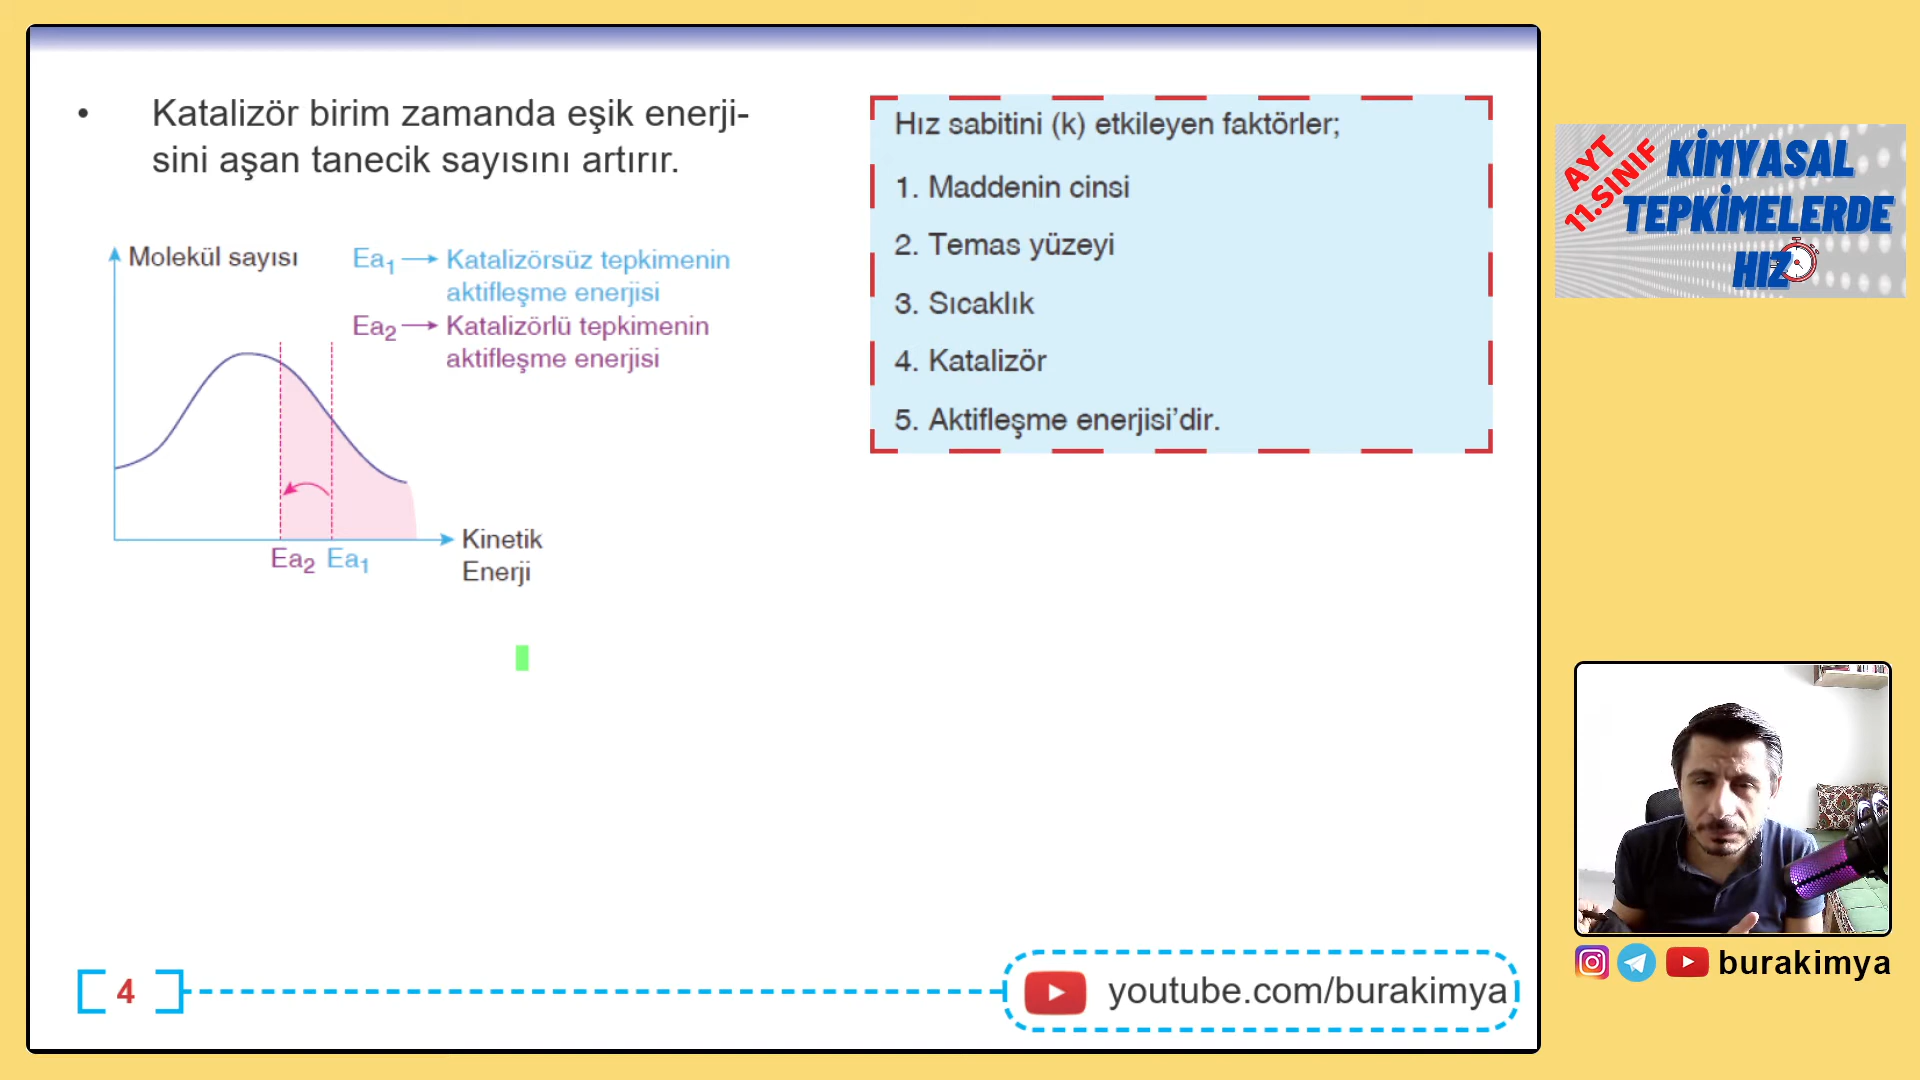 • Katalizör birim zamanda eşik enerji-
sini aşan tanecik sayısını artırır.
Molekül sayısı
Ea1 → Katalizörsüz tepkimenin
aktifleşme enerjisi
Ea2 → Katalizörlü tepkimenin
aktifleşme enerjisi
Ea2 Ea1
Kinetik
Enerji
Hız sabitini (k) etkileyen faktörler;
1. Maddenin cinsi
2. Temas yüzeyi
3. Sıcaklık
4. Katalizör
5. Aktifleşme enerjisi’dir.
AYT
11.SINIF
KİMYASAL
TEPKİMELERDE
HIZ
burakimya
4
youtube.com/burakimya